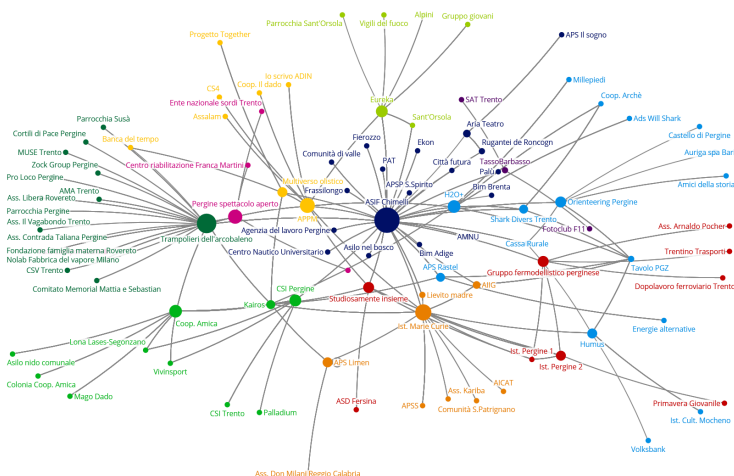 Parrocchia Sant'Orsola
Vigili del fuoco
Alpini
Gruppo giovani
Progetto Together
APS Il sogno
Io scrivo ADIN
CS4
Coop. Il dado
Millepiedi
Ente nazionale sordi Trento
Eureka
SAT Trento
Coop. Archè
Assalam
Sant'Orsola
Ads Will Shark
Parrocchia Susà
Aria Teatro
Cortili di Pace Pergine
Banca del tempo
Fierozzo
Rugantei de Roncogn
Castello di Pergine
MUSE Trento
Comunità di valle
Ekon
Auriga spa Bari
Zock Group Pergine
Centro riabilitazione Franca Martini
PAT
Città futura
TassoBarbasso
Pro Loco Pergine
Multiverso olistico
Palù
Amici della storia
AMA Trento
Frassilongo
APSP S.Spirito
Bim Brenta
Ass. Libera Rovereto
Pergine spettacolo aperto
ASIF Chimelli
H2O+
Orienteering Pergine
Parrocchia Pergine
APPM
Shark Divers Trento
Ass. Il Vagabondo Trento
Agenzia del lavoro Pergine
Fotoclub F11
Ass. Arnaldo Pocher
Ass. Contrada Taliana Pergine
Trampolieri dell'arcobaleno
AMNU
Fondazione famiglia materna Rovereto
Centro Nautico Universitario
Asilo nel bosco
Bim Adige
Cassa Rurale
Trentino Trasporti
Nolab Fabbrica del vapore Milano
CSV Trento
APS Rastel
Gruppo fermodellistico perginese
Tavolo PGZ
Comitato Memorial Mattia e Sebastian
CSI Pergine
Studiosamente insieme
Lievito madre
AIIG
Dopolavoro ferroviario Trento
Kairos
Coop. Amica
Ist. Marie Curie
Energie alternative
Lona Lases-Segonzano
Humus
Asilo nido comunale
Vivinsport
APS Limen
Ist. Pergine 1
Ist. Pergine 2
Colonia Coop. Amica
AICAT
Mago Dado
Ass. Kariba
CSI Trento
Palladium
ASD Fersina
APSS
Comunità S.Patrignano
Primavera Giovanile
Ist. Cult. Mocheno
Volksbank
Ass. Don Milani Reggio Calabria